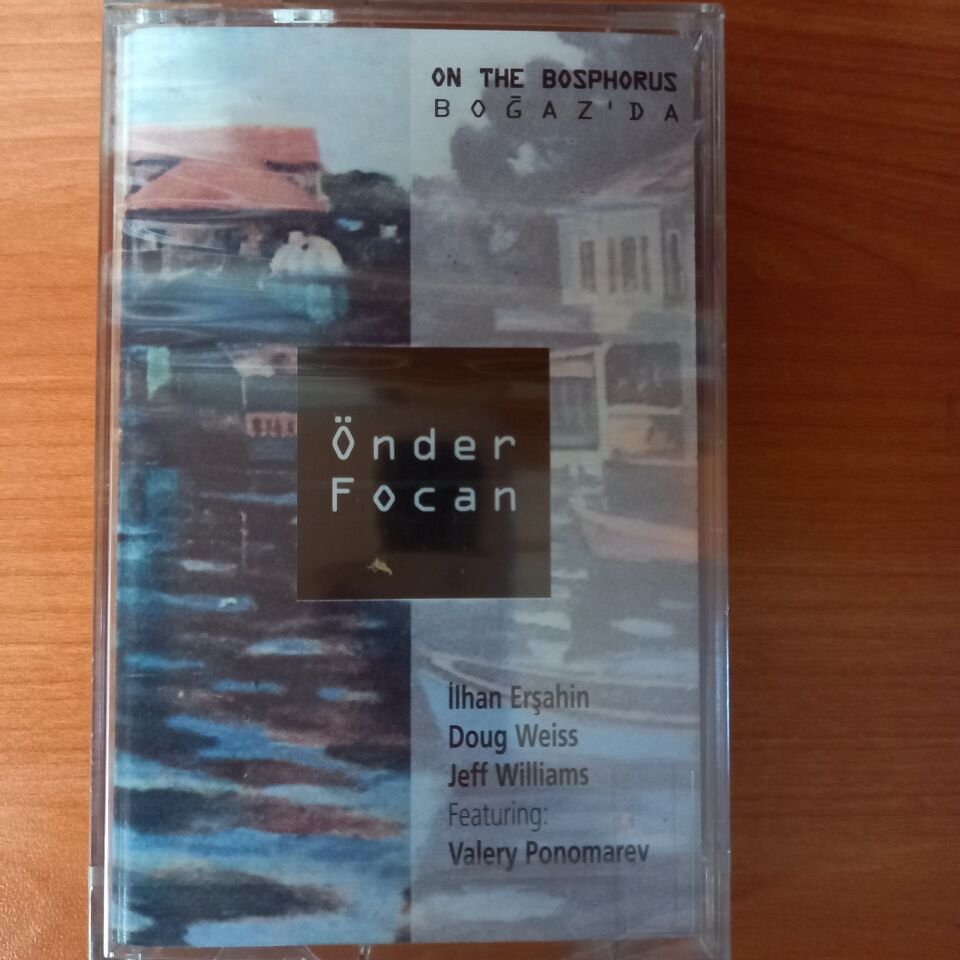 ON THE BOSPHORUS
BOĞAZ'DA
Önder
Focan
İlhan Erşahin
Doug Weiss
Jeff Williams
Featuring:
Valery Ponomarev